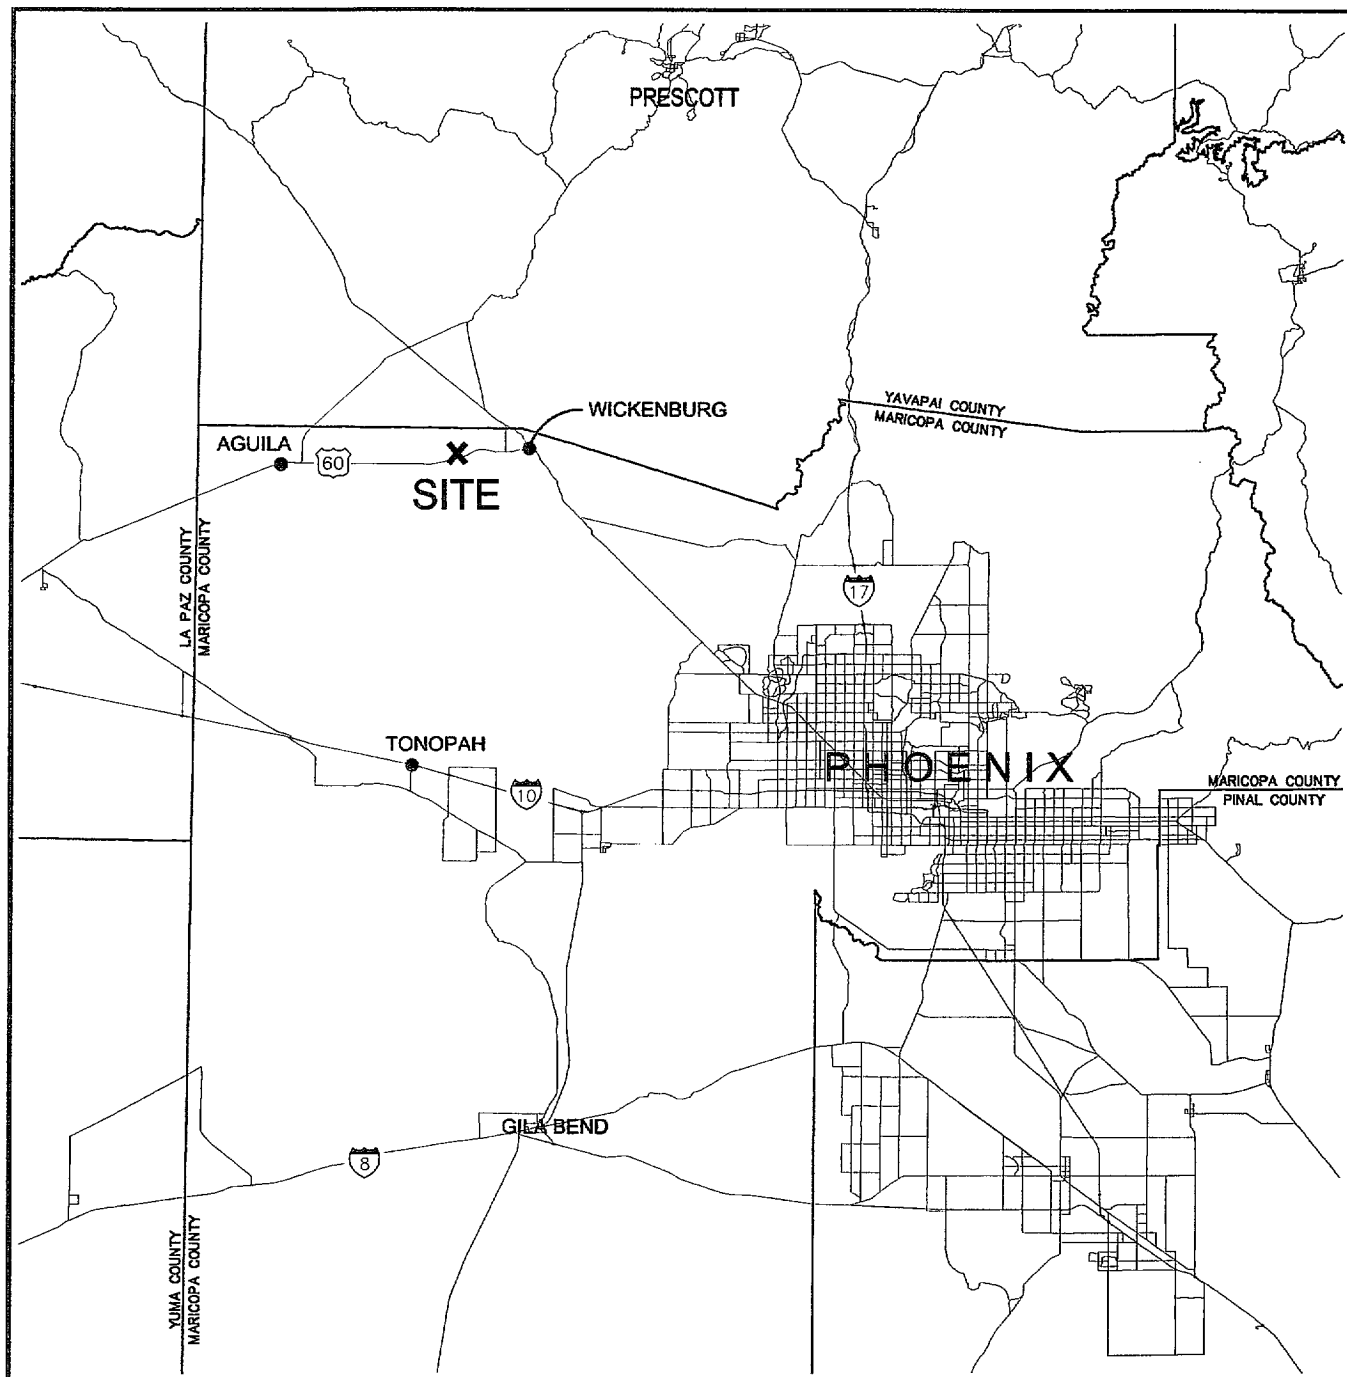 PRESCOTT
WICKENBURG
YAVAPAI COUNTY
MARICOPA COUNTY
AGUILA
60
SITE
LA PAZ COUNTY
MARICOPA COUNTY
17
TONOPAH
PHOENIX
10
MARICOPA COUNTY
PINAL COUNTY
GILA BEND
8
YUMA COUNTY
MARICOPA COUNTY